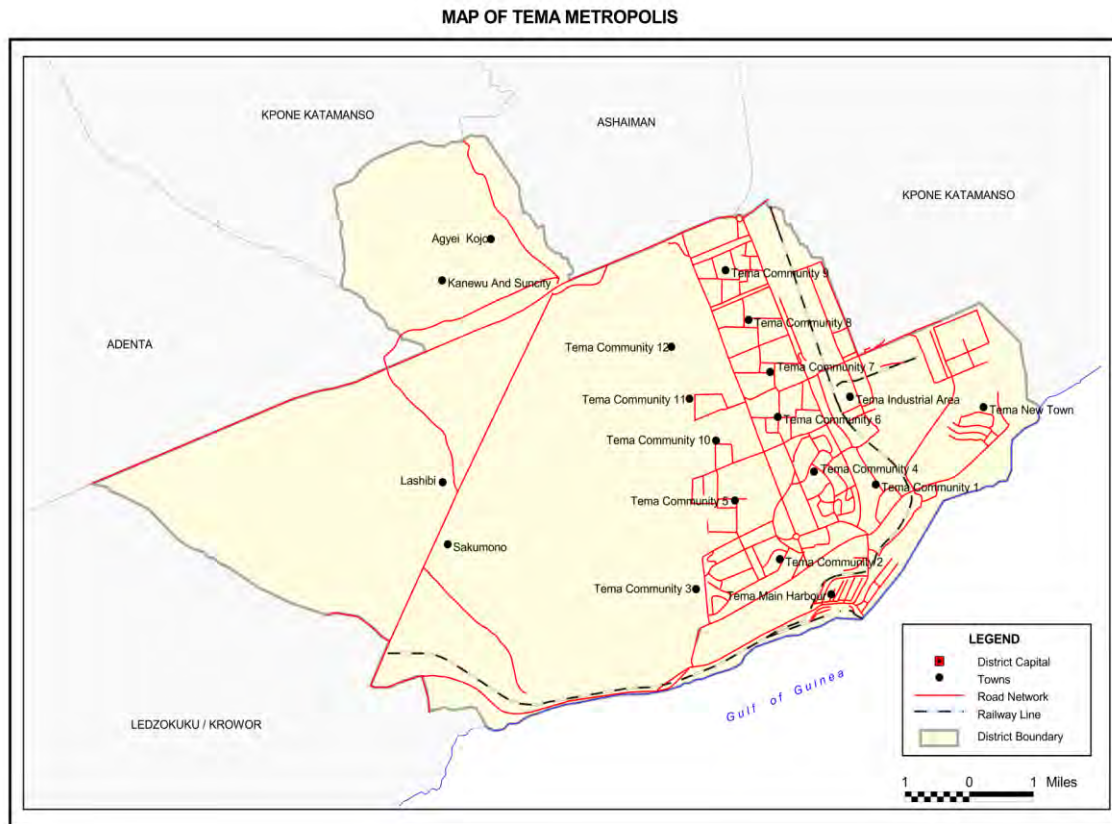 MAP OF TEMA METROPOLIS
KPONE KATAMANSO
ASHAIMAN
KPONE KATAMANSO
Agyei Kojo
Tema Community 9
Kanewu And Suncity
Tema Community 8
ADENTA
Tema Community 12
Tema Community 7
Tema Community 11
Tema Industrial Area
Tema New Town
Tema Community 6
Tema Community 10
Tema Community 4
Lashibi
Tema Community 1
Tema Community 5
Sakumono
Tema Community 2
Tema Community 3
Tema Main Harbour
LEDZOKUKU / KROWOR
Gulf of Guinea
LEGEND
District Capital
Towns
Road Network
Railway Line
District Boundary
1 0 1 Miles